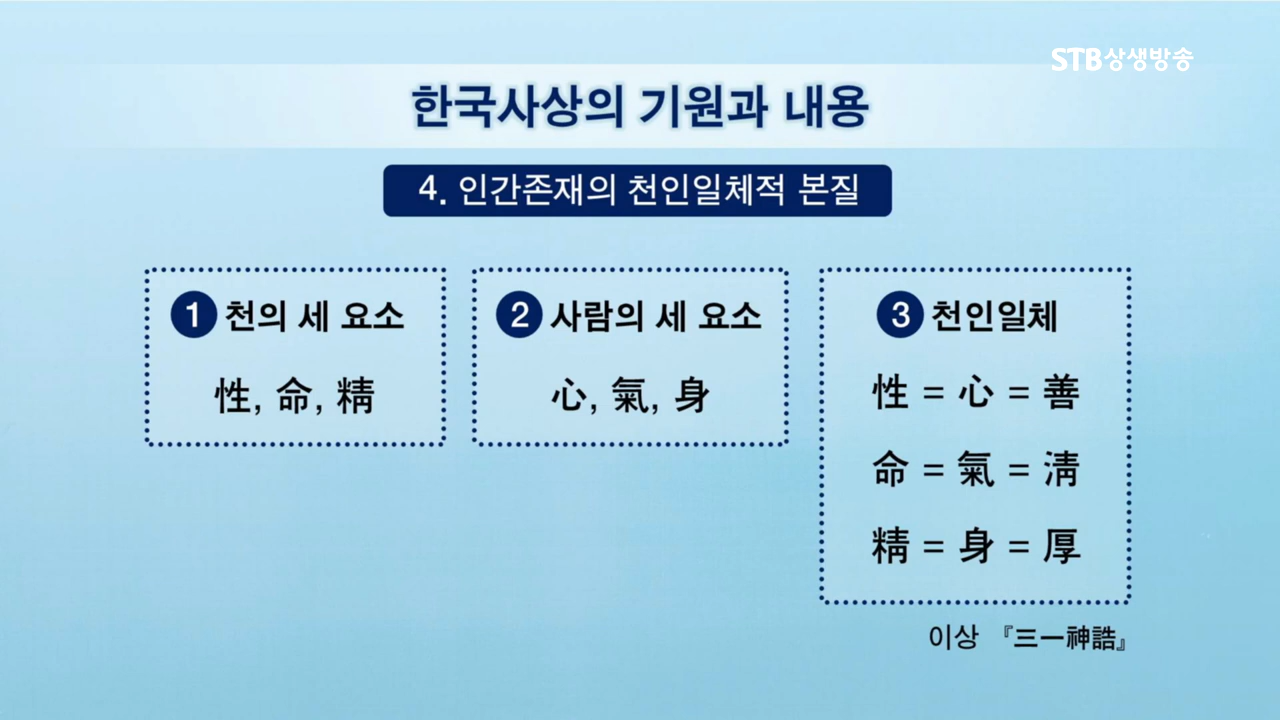 STB상생방송
한국사상의 기원과 내용
4. 인간존재의 천인일체적 본질
1 천의 세 요소
性, 命, 精
2 사람의 세 요소
心, 氣, 身
3 천인일체
性 = 心 = 善
命 = 氣 = 淸
精 = 身 = 厚
이상 『三一神誥』